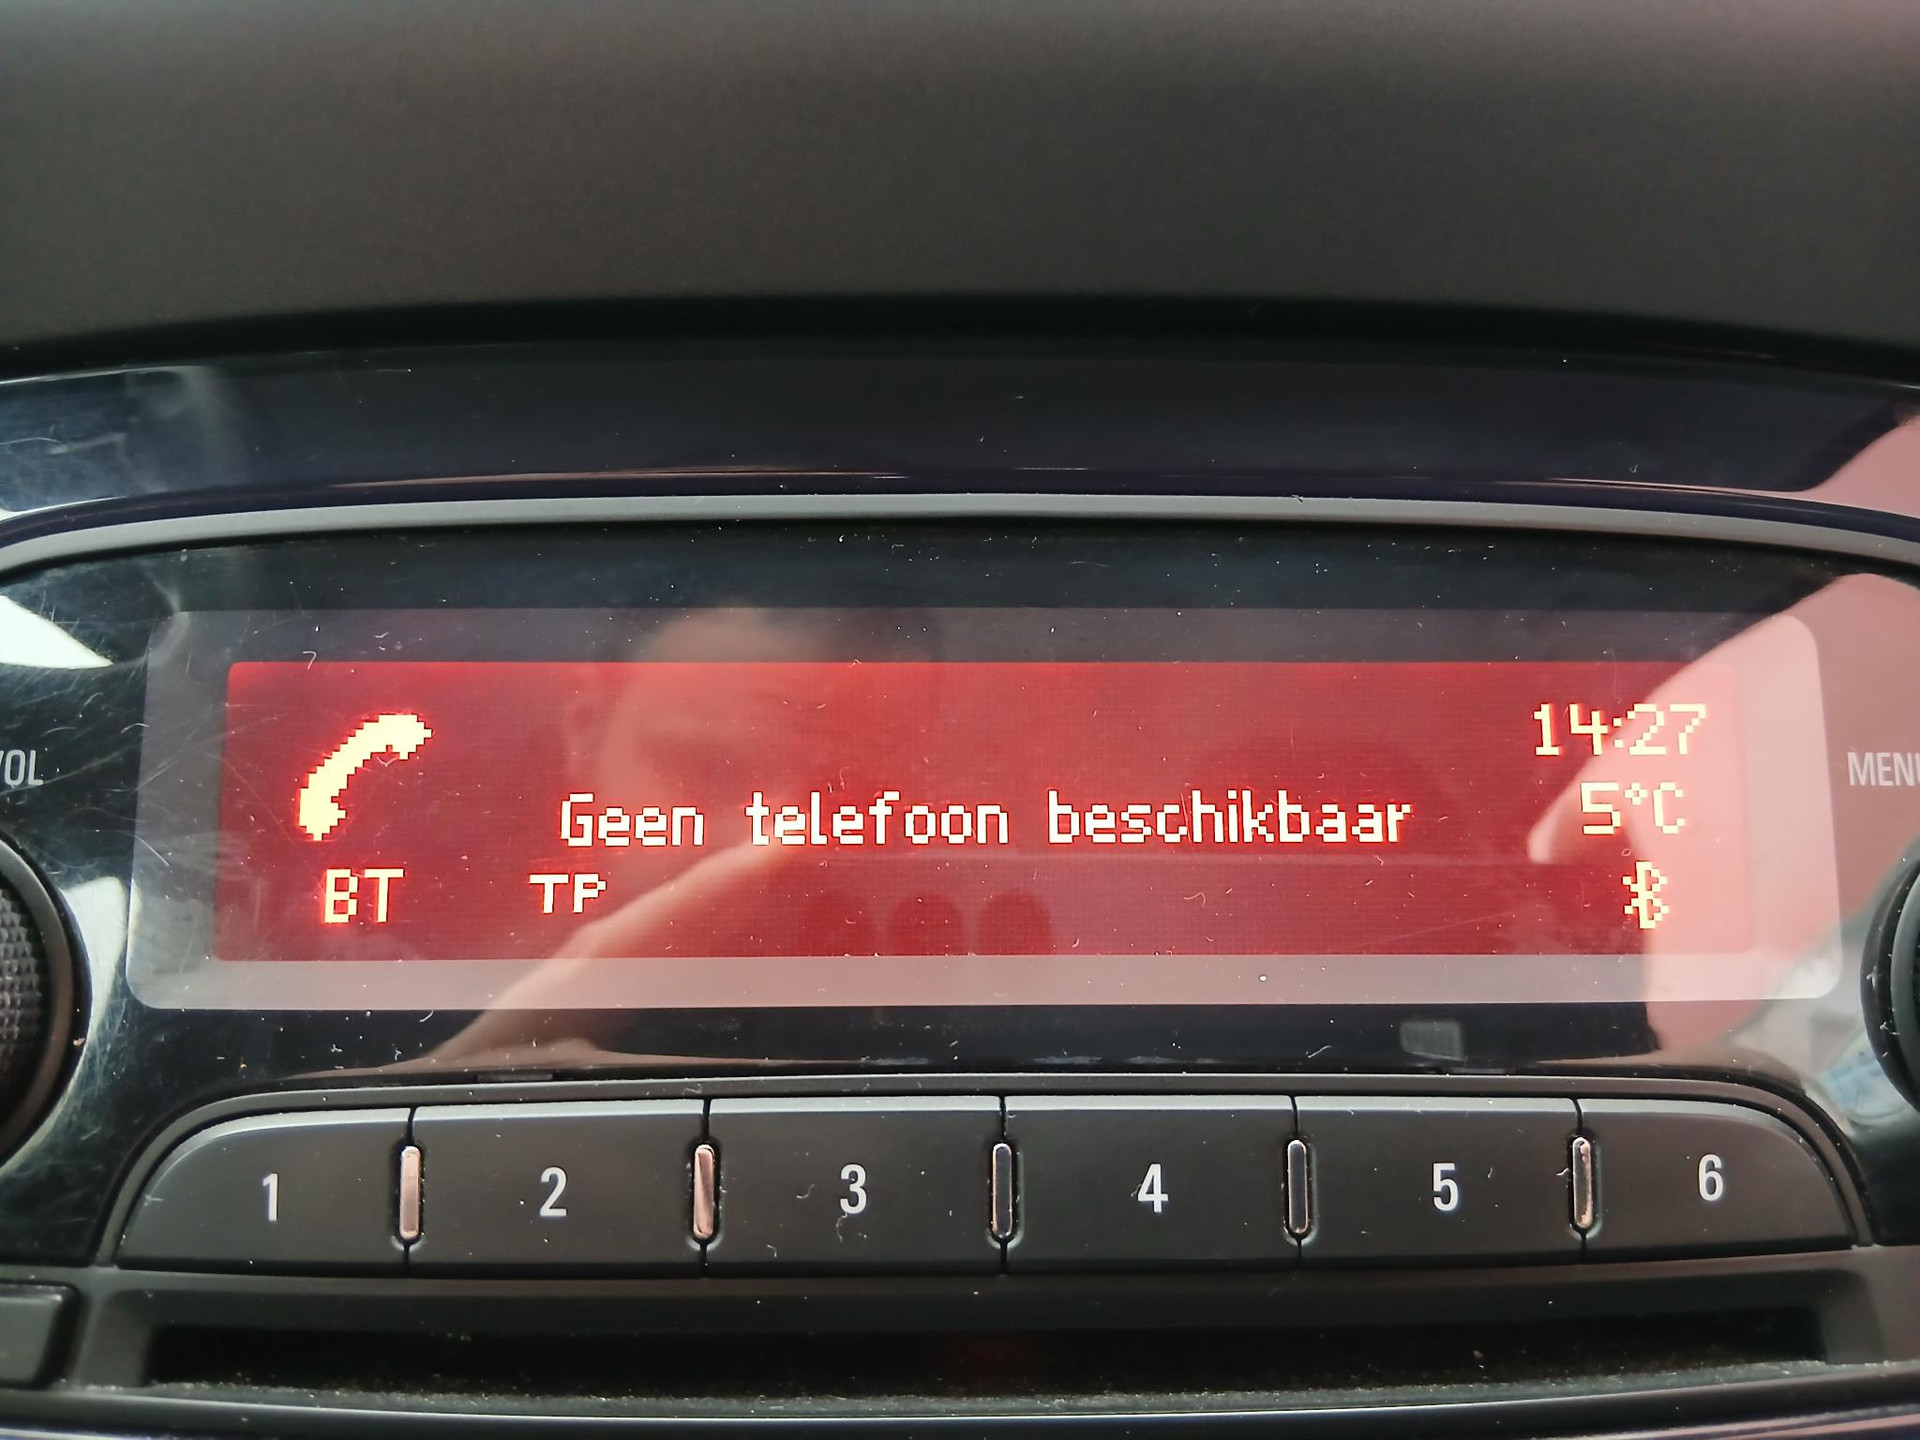 14:27
VOL
MENU
Geen telefoon beschikbaar
5°C
BT
TP
1
2
3
4
5
6